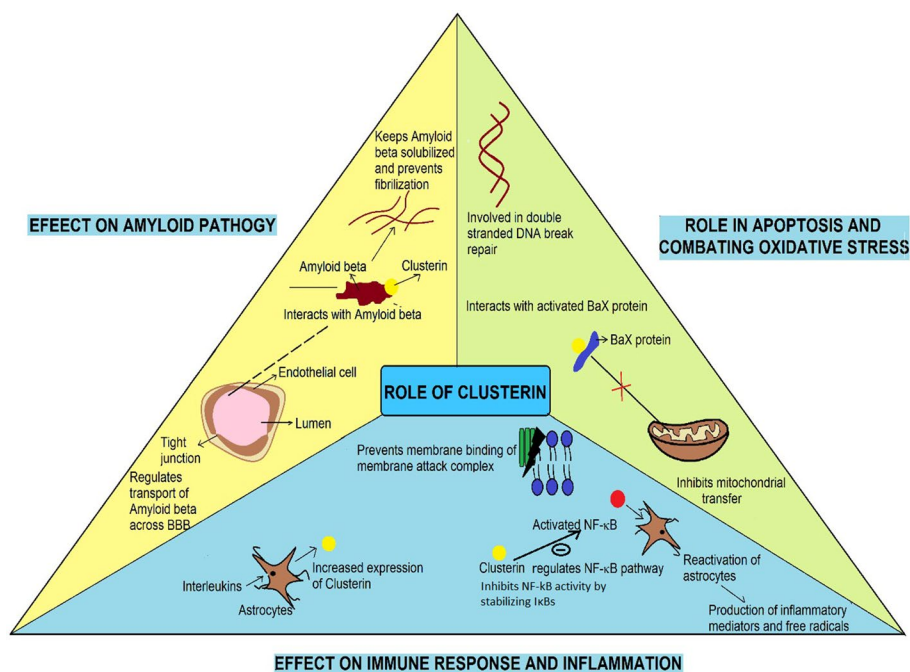 Keeps Amyloid
beta solubilized
and prevents
fibrilization
EFEECT ON AMYLOID PATHOGY
Amyloid beta
Clusterin
Interacts with Amyloid beta
Endothelial cell
Lumen
Tight
junction
Regulates
transport of
Amyloid beta
across BBB
Involved in double
stranded DNA break
repair
ROLE IN APOPTOSIS AND
COMBATING OXIDATIVE STRESS
Interacts with activated BaX protein
BaX protein
Inhibits mitochondrial
transfer
ROLE OF CLUSTERIN
Prevents membrane binding of
membrane attack complex
Interleukins
Astrocytes
Increased expression
of Clusterin
Activated NF-κB
Clusterin
regulates NF-κB pathway
Inhibits NF-kB activity by
stabilizing IκBs
Reactivation of
astrocytes
Production of inflammatory
mediators and free radicals
EFFECT ON IMMUNE RESPONSE AND INFLAMMATION